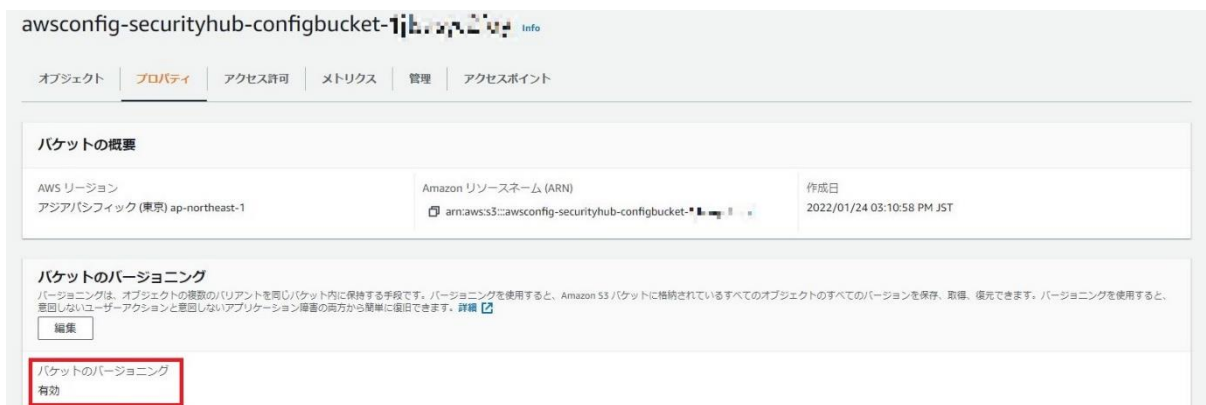 awsconfig-securityhub-configbucket- Info
オブジェクト プロパティ アクセス許可 メトリクス 管理 アクセスポイント
バケットの概要
AWS リージョン Amazon リソースネーム (ARN) 作成日
アジアパシフィック (東京) ap-northeast-1 arn:aws:s3:::awsconfig-securityhub-configbucket- 2022/01/24 03:10:58 PM JST
バケットのバージョニング
バージョニングは、オブジェクトの複数のバリアントを同じバケット内に保持する手段です。バージョニングを使用すると、Amazon S3 バケットに格納されているすべてのオブジェクトのすべてのバージョンを保存、取得、復元できます。バージョニングを使用すると、
意図しないユーザーアクションと意図しないアプリケーション障害の両方から簡単に復旧できます。詳細
編集
バケットのバージョニング
有効